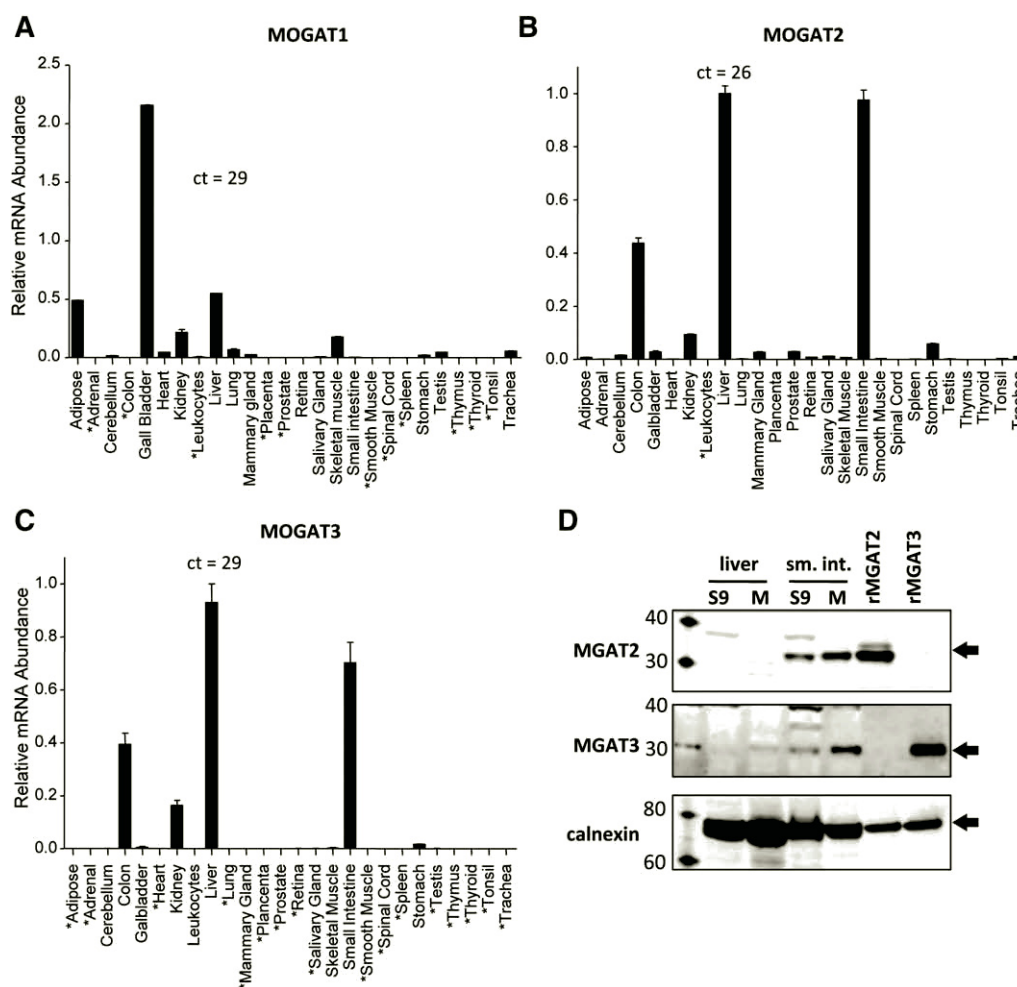 A
MOGAT1
Relative mRNA Abundance
2.5
2.0
1.5
1.0
0.5
0.0
ct = 29
Adipose
*Adrenal
Cerebellum
*Colon
Gall Bladder
Heart
Kidney
*Leukocytes
Liver
Lung
Mammary gland
*Placenta
*Prostate
Retina
Salivary Gland
Skeletal muscle
Small intestine
*Smooth Muscle
*Spinal Cord
*Spleen
Stomach
Testis
*Thymus
*Thyroid
*Tonsil
Trachea
B
MOGAT2
1.0
0.8
0.6
0.4
0.2
0.0
ct = 26
Adipose
Adrenal
Cerebellum
Colon
Galbladder
Heart
Kidney
*Leukocytes
Liver
Lung
Mammary Gland
Plancenta
Prostate
Retina
Salivary Gland
Skeletal Muscle
Small Intestine
Smooth Muscle
Spinal Cord
Spleen
Stomach
Testis
Thymus
Thyroid
Tonsil
C
MOGAT3
Relative mRNA Abundance
1.0
0.8
0.6
0.4
0.2
0.0
ct = 29
*Adipose
*Adrenal
Cerebellum
Colon
Galbladder
*Heart
Kidney
Leukocytes
Liver
*Lung
*Mammary Gland
*Plancenta
*Prostate
*Retina
*Salivary Gland
Skeletal Muscle
Small Intestine
*Smooth Muscle
*Spinal Cord
*Spleen
Stomach
*Testis
*Thymus
*Thyroid
*Tonsil
*Trachea
D
liver
sm. int.
rMGAT2
rMGAT3
S9 M S9 M
MGAT2
40
30
MGAT3
40
30
calnexin
80
60